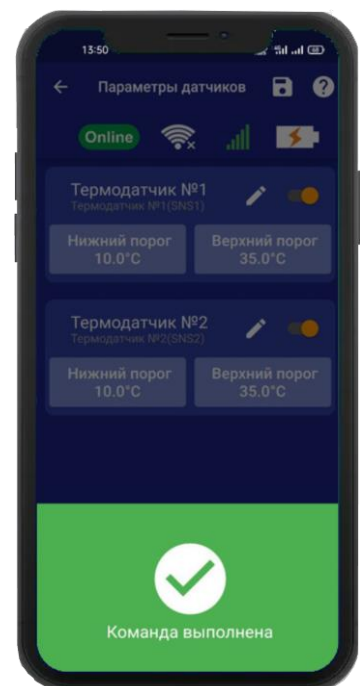 13:50
Параметры датчиков
Online
Термодатчик №1
Термодатчик №1(SNS1)
Нижний порог Верхний порог
10.0°C 35.0°C
Термодатчик №2
Термодатчик №2(SNS2)
Нижний порог Верхний порог
10.0°C 35.0°C
Команда выполнена